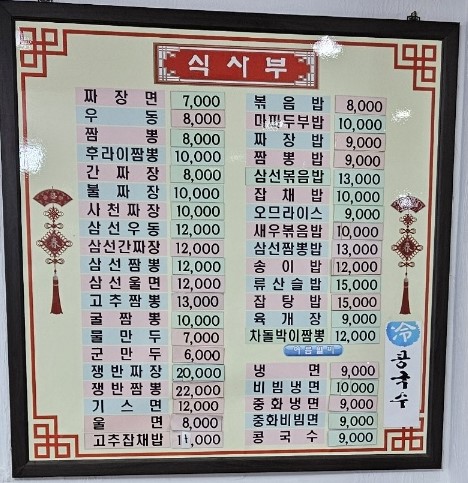 식사부
짜장면 7,000
우동 8,000
짬뽕 8,000
후라이짬뽕 10,000
간짜장 8,000
불짜장 10,000
사천짜장 10,000
삼선우동 12,000
삼선간짜장 12,000
삼선짬뽕 12,000
삼선울면 12,000
고추짬뽕 13,000
굴짬뽕 10,000
물만두 7,000
군만두 6,000
쟁반짜장 20,000
쟁반짬뽕 22,000
기스면 12,000
울면 8,000
고추잡채밥 11,000
볶음밥 8,000
마파두부밥 10,000
짜장밥 9,000
짬뽕밥 9,000
삼선볶음밥 13,000
잡채밥 10,000
오므라이스 9,000
새우볶음밥 10,000
삼선짬뽕밥 13,000
송이밥 12,000
류산슬밥 15,000
잡탕밥 15,000
육개장 9,000
차돌박이짬뽕 12,000
여름별미
냉면 9,000
비빔냉면 10000
중화냉면 9,000
중화비빔면 9,000
콩국수 9,000
冷
콩국수